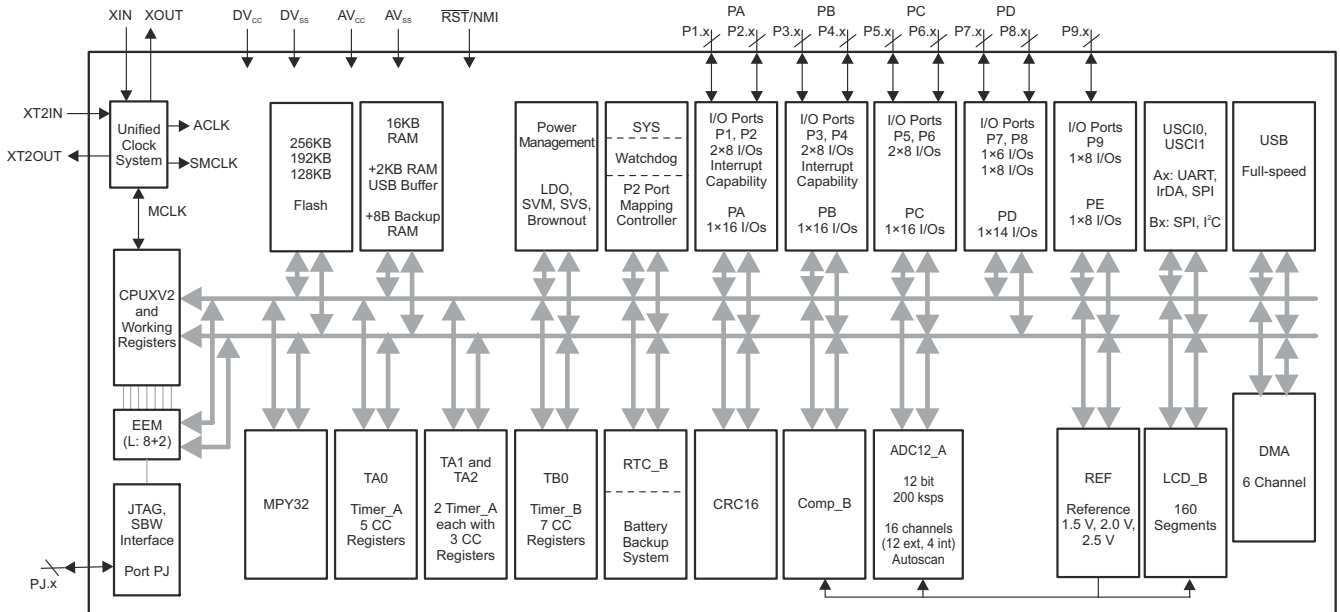 XIN XOUT DVCC DVSS AVCC AVSS RST/NMI
PA PB PC PD
P1.x P2.x P3.x P4.x P5.x P6.x P7.x P8.x P9.x
XT2IN
XT2OUT
Unified
Clock
System
ACLK
SMCLK
MCLK
256KB
192KB
128KB
Flash
16KB
RAM
+2KB RAM
USB Buffer
+8B Backup
RAM
Power
Management
LDO,
SVM, SVS,
Brownout
SYS
Watchdog
P2 Port
Mapping
Controller
I/O Ports
P1, P2
2×8 I/Os
Interrupt
Capability
PA
1×16 I/Os
I/O Ports
P3, P4
2×8 I/Os
Interrupt
Capability
PB
1×16 I/Os
I/O Ports
P5, P6
2×8 I/Os
PC
1×16 I/Os
I/O Ports
P7, P8
1×6 I/Os
1×8 I/Os
PD
1×14 I/Os
I/O Ports
P9
1×8 I/Os
PE
1×8 I/Os
USCI0,
USCI1
Ax: UART,
IrDA, SPI
Bx: SPI, I²C
USB
Full-speed
CPUXV2
and
Working
Registers
EEM
(L: 8+2)
JTAG,
SBW
Interface
Port PJ
PJ.x
MPY32
TA0
Timer_A
5 CC
Registers
TA1 and
TA2
2 Timer_A
each with
3 CC
Registers
TB0
Timer_B
7 CC
Registers
RTC_B
Battery
Backup
System
CRC16
Comp_B
ADC12_A
12 bit
200 ksps
16 channels
(12 ext, 4 int)
Autoscan
REF
Reference
1.5 V, 2.0 V,
2.5 V
LCD_B
160
Segments
DMA
6 Channel